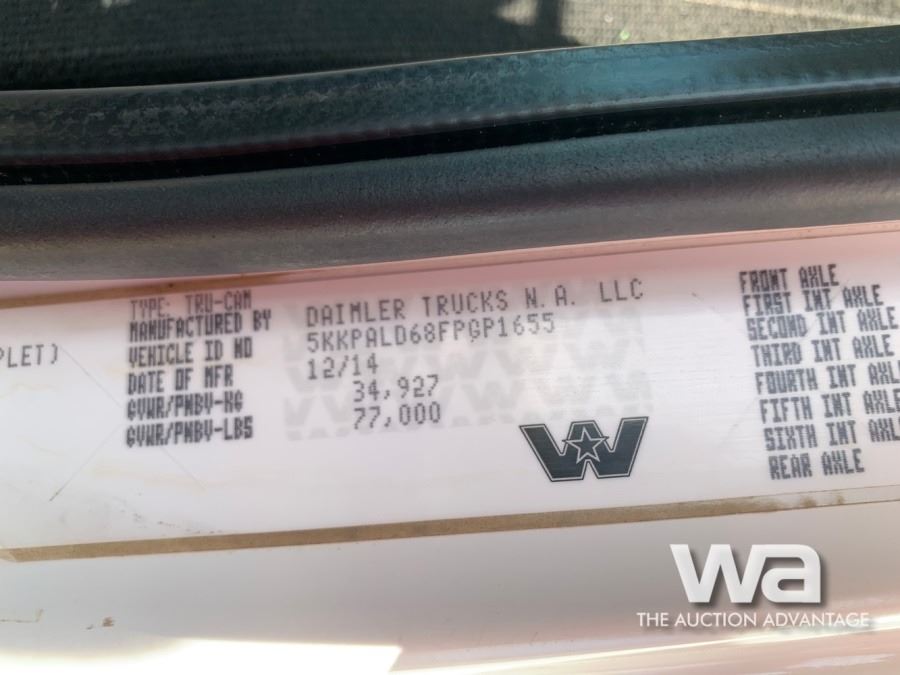 PLET)
TYPE: TRU-CAN
MANUFACTURED BY DAIMLER TRUCKS N.A. LLC
VEHICLE ID NO 5KKPALD68FPGP1655
DATE OF MFR 12/14
GVWR/PNBV-KG 34,927
GVWR/PNBV-LBS 77,000
FRONT AXLE
FIRST INT AXLE
SECOND INT AXLE
THIRD INT AXLE
FOURTH INT AXLE
FIFTH INT AXLE
SIXTH INT AXL
REAR AXLE
W
wa
THE AUCTION ADVANTAGE